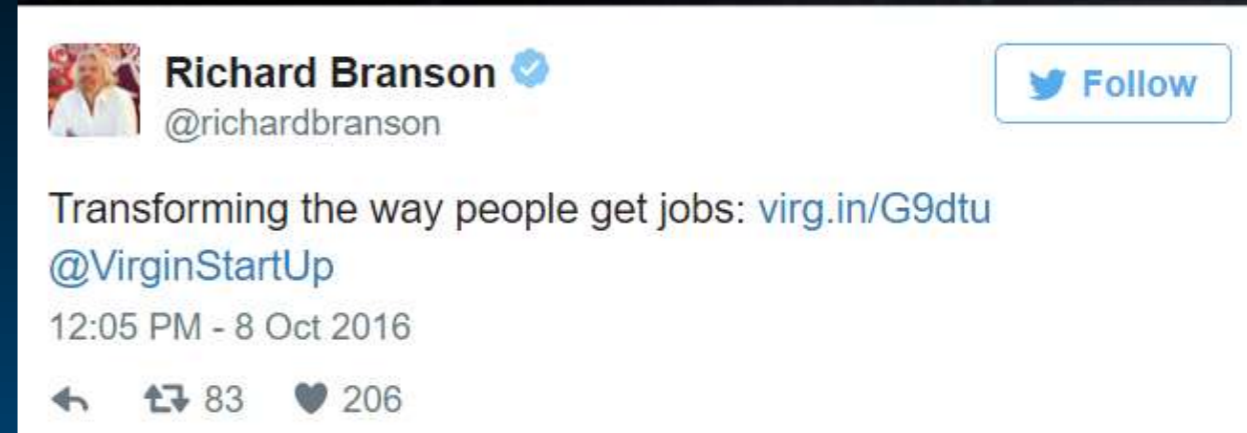 Richard Branson
Follow
@richardbranson
Transforming the way people get jobs: virg.in/G9dtu
@VirginStartUp
12:05 PM - 8 Oct 2016
83 206